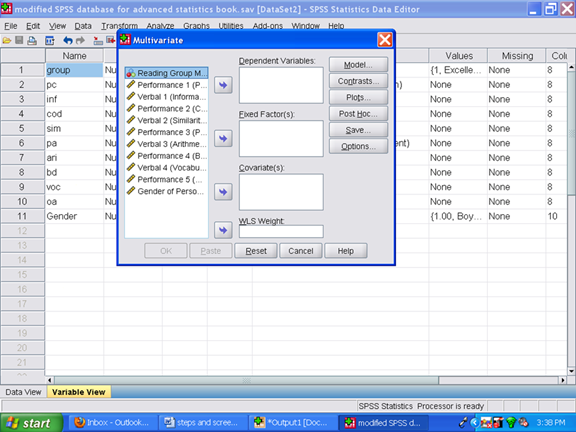 modified SPSS database for advanced statistics book.sav [DataSet2] - SPSS Statistics Data Editor
File Edit View Data Transform Analyze Graphs Utilities Add-ons Window Help
Name Values Missing Colu
1 group Nu {1, Excelle... None 8
2 pc Nu None None 8
3 inf Nu None None 8
4 cod Nu None None 8
5 sim Nu None None 8
6 pa Nu None None 8
7 ari Nu None None 8
8 bd Nu None None 8
9 voc Nu None None 8
10 oa Nu None None 8
11 Gender Nu {1.00, Boy... None 10
12
13
14
15
16
17
18
19
20
21
Multivariate
Reading Group M...
Performance 1 (P...
Verbal 1 (Informa...
Performance 2 (C...
Verbal 2 (Similarit...
Performance 3 (P...
Verbal 3 (Arithme...
Performance 4 (B...
Verbal 4 (Vocabu...
Performance 5 (...
Gender of Perso...
Dependent Variables:
Fixed Factor(s):
Covariate(s):
WLS Weight:
Model...
Contrasts...
Plots...
Post Hoc...
Save...
Options...
OK Paste Reset Cancel Help
Data View Variable View
SPSS Statistics Processor is ready
start Inbox - Outlook... steps and scree... *Output1 [Doc... modified SPSS d... 3:38 PM